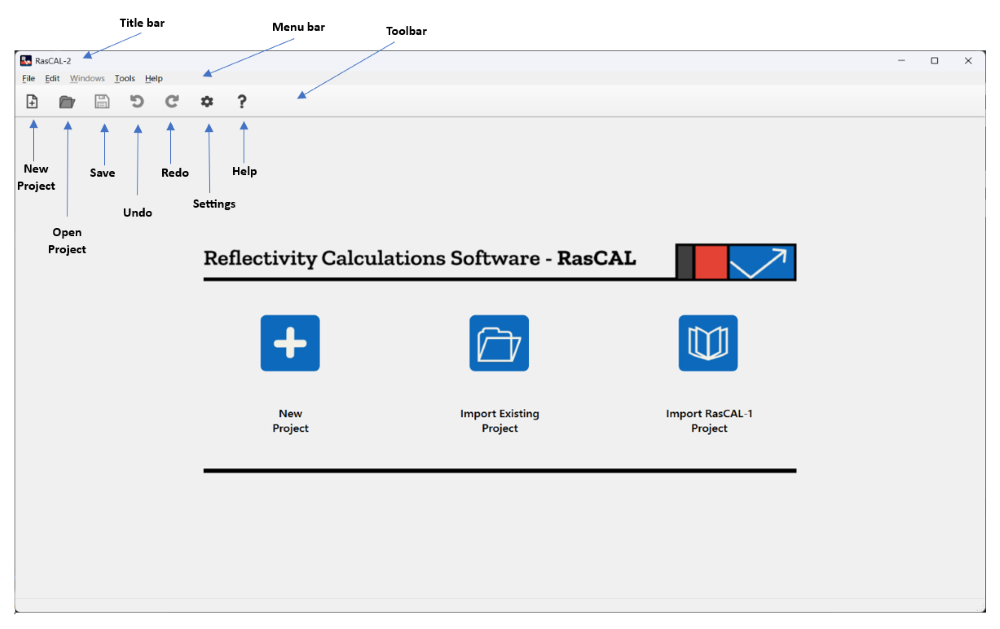 Title bar
Menu bar
Toolbar
RasCAL-2
File Edit Windows Tools Help
?
New
Project
Save
Redo
Help
Settings
Undo
Open
Project
Reflectivity Calculations Software - RasCAL
New
Project
Import Existing
Project
Import RasCAL-1
Project